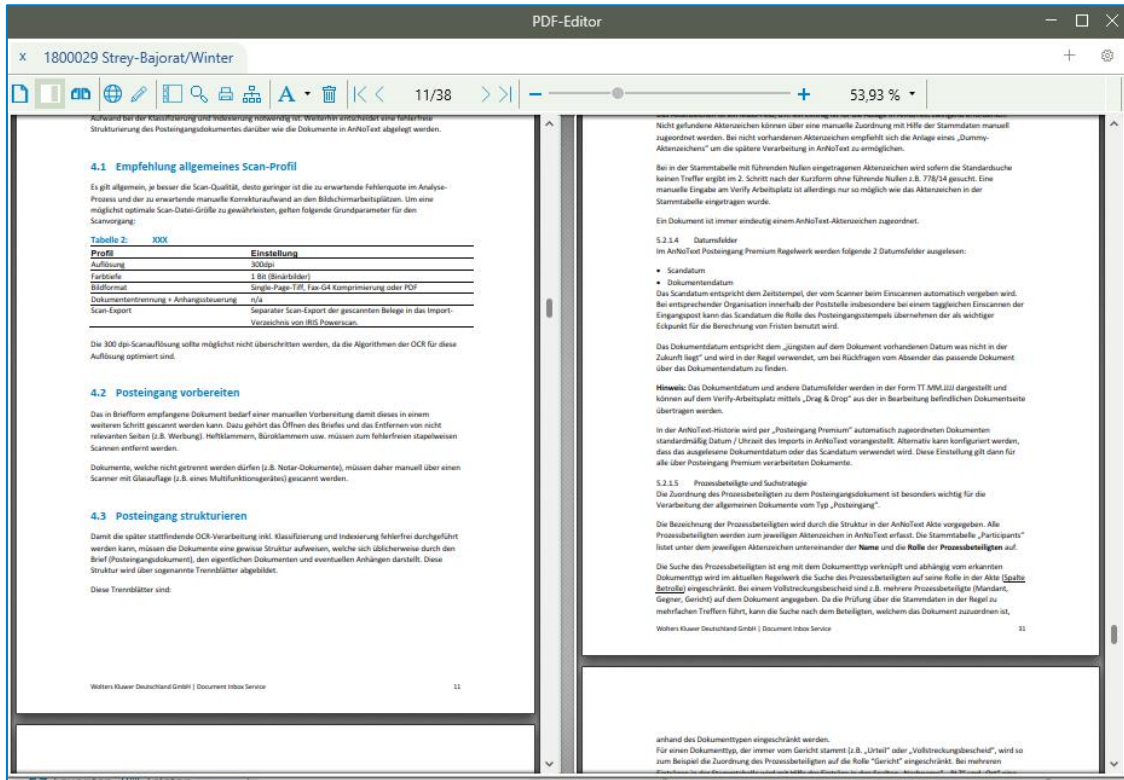 PDF-Editor
x 1800029 Strey-Bajorat/Winter
11/38
53,93 %
Aufwand bei der Klassifizierung und Indexierung notwendig ist. Weiterhin entscheidet eine fehlerfreie
Strukturierung des Posteingangsdokumentes darüber wie die Dokumente in AnNoText abgelegt werden.
4.1 Empfehlung allgemeines Scan-Profil
Es gilt allgemein, je besser die Scan-Qualität, desto geringer ist die zu erwartende Fehlerquote im Analyse-
Prozess und der zu erwartende manuelle Korrekturaufwand an den Bildschirmarbeitsplätzen. Um eine
möglichst optimale Scan-Datei-Größe zu gewährleisten, gelten folgende Grundparameter für den
Scanvorgang:
Tabelle 2: XXX
Profil Einstellung
Auflösung 300dpi
Farbtiefe 1 Bit (Binärbilder)
Bildformat Single-Page-Tiff, Fax-G4 Komprimierung oder PDF
Dokumententrennung + Anhangssteuerung n/a
Scan-Export Separater Scan-Export der gescannten Belege in das Import-
Verzeichnis von IRIS Powerscan.
Die 300 dpi-Scanauflösung sollte möglichst nicht überschritten werden, da die Algorithmen der OCR für diese
Auflösung optimiert sind.
4.2 Posteingang vorbereiten
Das in Briefform empfangene Dokument bedarf einer manuellen Vorbereitung damit dieses in einem
weiteren Schritt gescannt werden kann. Dazu gehört das Öffnen des Briefes und das Entfernen von nicht
relevanten Seiten (z.B. Werbung). Heftklammern, Büroklammern usw. müssen zum fehlerfreien stapelweisen
Scannen entfernt werden.
Dokumente, welche nicht getrennt werden dürfen (z.B. Notar-Dokumente), müssen daher manuell über einen
Scanner mit Glasauflage (z.B. eines Multifunktionsgerätes) gescannt werden.
4.3 Posteingang strukturieren
Damit die später stattfindende OCR-Verarbeitung inkl. Klassifizierung und Indexierung fehlerfrei durchgeführt
werden kann, müssen die Dokumente eine gewisse Struktur aufweisen, welche sich üblicherweise durch den
Brief (Posteingangsdokument), den eigentlichen Dokumenten und eventuellen Anhängen darstellt. Diese
Struktur wird über sogenannte Trennblätter abgebildet.
Diese Trennblätter sind:
Wolters Kluwer Deutschland GmbH | Document Inbox Service 11
Nicht gefundene Aktenzeichen können über eine manuelle Zuordnung mit Hilfe der Stammdaten manuell
zugeordnet werden. Bei nicht vorhandenen Aktenzeichen empfiehlt sich die Anlage eines „Dummy-
Aktenzeichens" um die spätere Verarbeitung in AnNoText zu ermöglichen.
Bei in der Stammtabelle mit führenden Nullen eingetragenen Aktenzeichen wird sofern die Standardsuche
keinen Treffer ergibt im 2. Schritt nach der Kurzform ohne führende Nullen z.B. 778/14 gesucht. Eine
manuelle Eingabe am Verify Arbeitsplatz ist allerdings nur so möglich wie das Aktenzeichen in der
Stammtabelle eingetragen wurde.
Ein Dokument ist immer eindeutig einem AnNoText-Aktenzeichen zugeordnet.
5.2.1.4 Datumsfelder
Im AnNoText Posteingang Premium Regelwerk werden folgende 2 Datumsfelder ausgelesen:
• Scandatum
• Dokumentendatum
Das Scandatum entspricht dem Zeitstempel, der vom Scanner beim Einscannen automatisch vergeben wird.
Bei entsprechender Organisation innerhalb der Poststelle insbesondere bei einem taggleichen Einscannen der
Eingangspost kann das Scandatum die Rolle des Posteingangsstempels übernehmen der als wichtiger
Eckpunkt für die Berechnung von Fristen benutzt wird.
Das Dokumentdatum entspricht dem „jüngsten auf dem Dokument vorhandenen Datum was nicht in der
Zukunft liegt" und wird in der Regel verwendet, um bei Rückfragen vom Absender das passende Dokument
über das Dokumentendatum zu finden.
Hinweis: Das Dokumentdatum und andere Datumsfelder werden in der Form TT.MM.JJJJ dargestellt und
können auf dem Verify-Arbeitsplatz mittels „Drag & Drop" aus der in Bearbeitung befindlichen Dokumentseite
übertragen werden.
In der AnNoText-Historie wird per „Posteingang Premium" automatisch zugeordneten Dokumenten
standardmäßig Datum / Uhrzeit des Imports in AnNoText vorangestellt. Alternativ kann konfiguriert werden,
dass das ausgelesene Dokumentdatum oder das Scandatum verwendet wird. Diese Einstellung gilt dann für
alle über Posteingang Premium verarbeiteten Dokumente.
5.2.1.5 Prozessbeteiligte und Suchstrategie
Die Zuordnung des Prozessbeteiligten zu dem Posteingangsdokument ist besonders wichtig für die
Verarbeitung der allgemeinen Dokumente vom Typ „Posteingang".
Die Bezeichnung der Prozessbeteiligten wird durch die Struktur in der AnNoText Akte vorgegeben. Alle
Prozessbeteiligten werden zum jeweiligen Aktenzeichen in AnNoText erfasst. Die Stammtabelle „Participants"
listet unter dem jeweiligen Aktenzeichen untereinander der Name und die Rolle der Prozessbeteiligten auf.
Die Suche des Prozessbeteiligten ist eng mit dem Dokumenttyp verknüpft und abhängig vom erkannten
Dokumenttyp wird im aktuellen Regelwerk die Suche des Prozessbeteiligten auf seine Rolle in der Akte (Spalte
Betrolle) eingeschränkt. Bei einem Vollstreckungsbescheid sind z.B. mehrere Prozessbeteiligte (Mandant,
Gegner, Gericht) auf dem Dokument angegeben. Da die Prüfung über die Stammdaten in der Regel zu
mehrfachen Treffern führt, kann die Suche nach dem Beteiligten, welchem das Dokument zuzuordnen ist,
Wolters Kluwer Deutschland GmbH | Document Inbox Service 31
anhand des Dokumenttypen eingeschränkt werden.
Für einen Dokumenttyp, der immer vom Gericht stammt (z.B. „Urteil" oder „Vollstreckungsbescheid", wird so
zum Beispiel die Zuordnung des Prozessbeteiligten auf die Rolle "Gericht" eingeschränkt. Bei mehreren